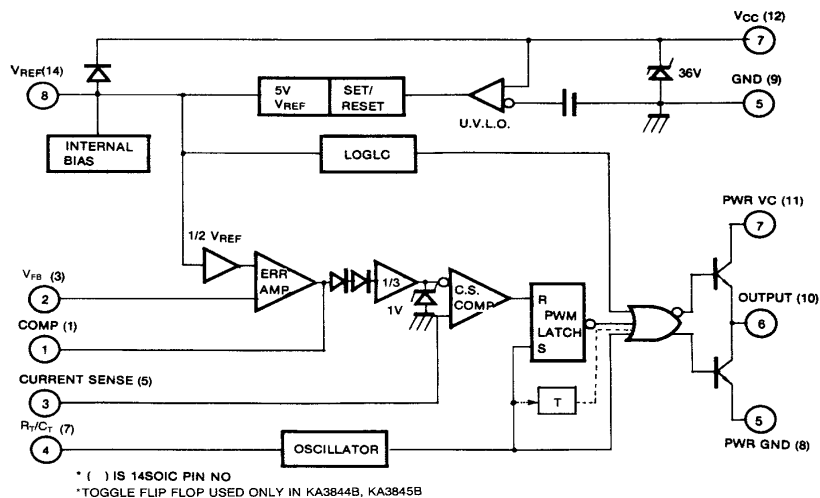 VCC (12)
7
VREF(14)
8
5V
VREF
SET/
RESET
36V
GND (9)
5
U.V.L.O.
INTERNAL
BIAS
LOGLC
PWR VC (11)
7
1/2 VREF
ERR
AMP.
1/3
1V
C.S.
COMP.
R
PWM
LATCH
S
VFB (3)
2
OUTPUT (10)
6
COMP (1)
1
CURRENT SENSE (5)
3
T
5
PWR GND (8)
RT/CT (7)
4
OSCILLATOR
* ( ) IS 14SOIC PIN NO
*TOGGLE FLIP FLOP USED ONLY IN KA3844B, KA3845B